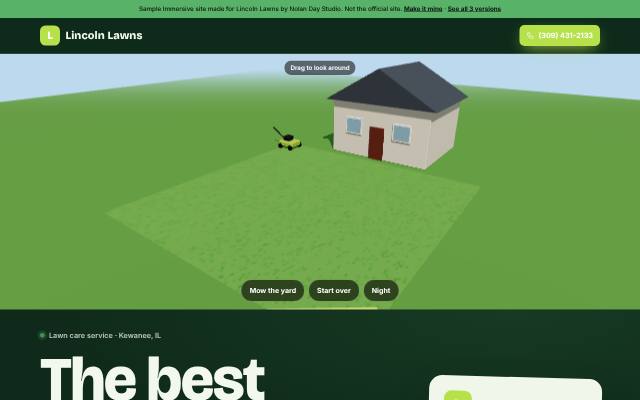 Sample Immersive site made for Lincoln Lawns by Nolan Day Studio. Not the official site. Make it mine · See all 3 versions
L Lincoln Lawns
(309) 431-2133
Drag to look around
Mow the yard
Start over
Night
Lawn care service · Kewanee, IL
The best